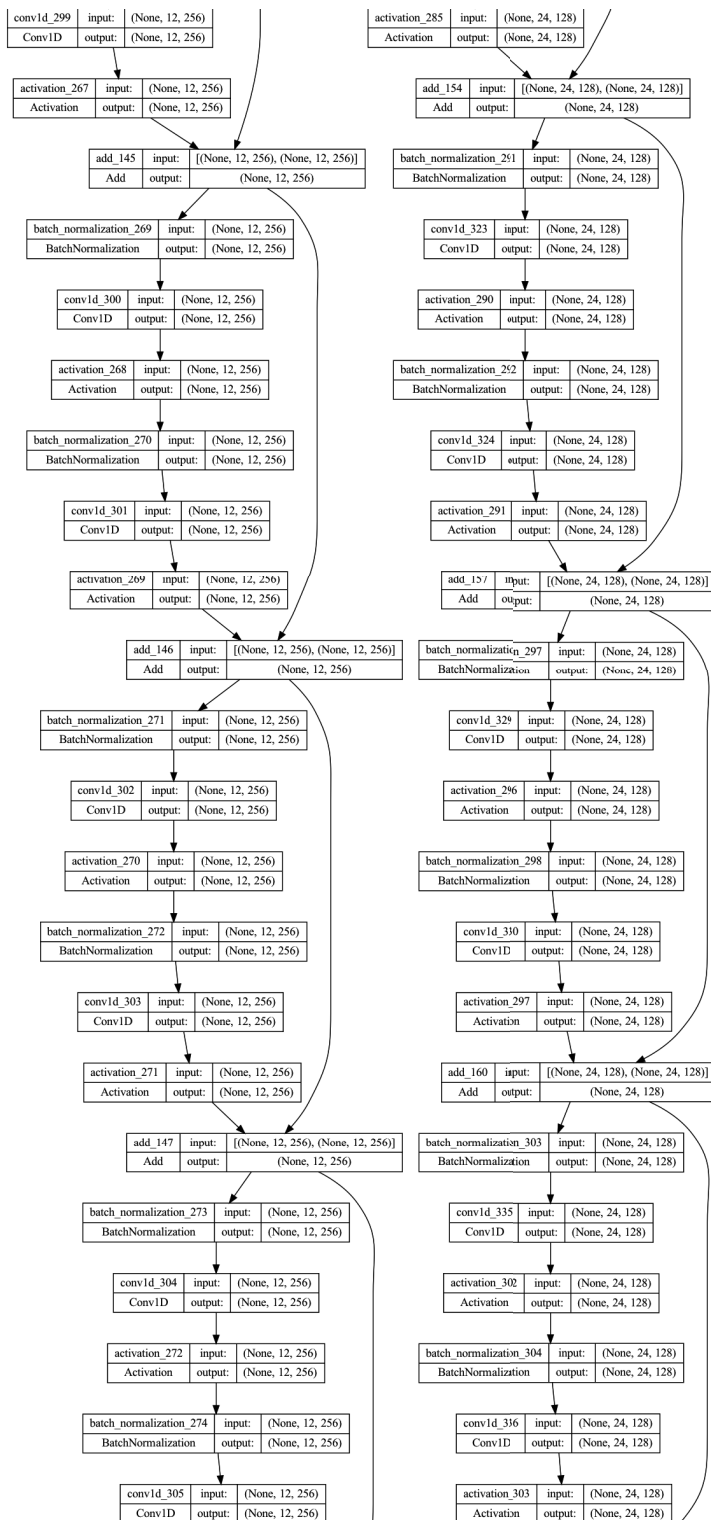 conv1d_299 input: (None, 12, 256)
Conv1D output: (None, 12, 256)
activation_267 input: (None, 12, 256)
Activation output: (None, 12, 256)
add_145 input: [(None, 12, 256), (None, 12, 256)]
Add output: (None, 12, 256)
batch_normalization_269 input: (None, 12, 256)
BatchNormalization output: (None, 12, 256)
conv1d_300 input: (None, 12, 256)
Conv1D output: (None, 12, 256)
activation_268 input: (None, 12, 256)
Activation output: (None, 12, 256)
batch_normalization_270 input: (None, 12, 256)
BatchNormalization output: (None, 12, 256)
conv1d_301 input: (None, 12, 256)
Conv1D output: (None, 12, 256)
activation_269 input: (None, 12, 256)
Activation output: (None, 12, 256)
add_146 input: [(None, 12, 256), (None, 12, 256)]
Add output: (None, 12, 256)
batch_normalization_271 input: (None, 12, 256)
BatchNormalization output: (None, 12, 256)
conv1d_302 input: (None, 12, 256)
Conv1D output: (None, 12, 256)
activation_270 input: (None, 12, 256)
Activation output: (None, 12, 256)
batch_normalization_272 input: (None, 12, 256)
BatchNormalization output: (None, 12, 256)
conv1d_303 input: (None, 12, 256)
Conv1D output: (None, 12, 256)
activation_271 input: (None, 12, 256)
Activation output: (None, 12, 256)
add_147 input: [(None, 12, 256), (None, 12, 256)]
Add output: (None, 12, 256)
batch_normalization_273 input: (None, 12, 256)
BatchNormalization output: (None, 12, 256)
conv1d_304 input: (None, 12, 256)
Conv1D output: (None, 12, 256)
activation_272 input: (None, 12, 256)
Activation output: (None, 12, 256)
batch_normalization_274 input: (None, 12, 256)
BatchNormalization output: (None, 12, 256)
conv1d_305 input: (None, 12, 256)
Conv1D output: (None, 12, 256)
activation_285 input: (None, 24, 128)
Activation output: (None, 24, 128)
add_154 input: [(None, 24, 128), (None, 24, 128)]
Add output: (None, 24, 128)
batch_normalization_291 input: (None, 24, 128)
BatchNormalization output: (None, 24, 128)
conv1d_323 input: (None, 24, 128)
Conv1D output: (None, 24, 128)
activation_290 input: (None, 24, 128)
Activation output: (None, 24, 128)
batch_normalization_292 input: (None, 24, 128)
BatchNormalization output: (None, 24, 128)
conv1d_324 input: (None, 24, 128)
Conv1D output: (None, 24, 128)
activation_291 input: (None, 24, 128)
Activation output: (None, 24, 128)
add_157 input: [(None, 24, 128), (None, 24, 128)]
Add output: (None, 24, 128)
batch_normalization_297 input: (None, 24, 128)
BatchNormalization output: (None, 24, 128)
conv1d_329 input: (None, 24, 128)
Conv1D output: (None, 24, 128)
activation_296 input: (None, 24, 128)
Activation output: (None, 24, 128)
batch_normalization_298 input: (None, 24, 128)
BatchNormalization output: (None, 24, 128)
conv1d_330 input: (None, 24, 128)
Conv1D output: (None, 24, 128)
activation_297 input: (None, 24, 128)
Activation output: (None, 24, 128)
add_160 input: [(None, 24, 128), (None, 24, 128)]
Add output: (None, 24, 128)
batch_normalization_303 input: (None, 24, 128)
BatchNormalization output: (None, 24, 128)
conv1d_335 input: (None, 24, 128)
Conv1D output: (None, 24, 128)
activation_302 input: (None, 24, 128)
Activation output: (None, 24, 128)
batch_normalization_304 input: (None, 24, 128)
BatchNormalization output: (None, 24, 128)
conv1d_336 input: (None, 24, 128)
Conv1D output: (None, 24, 128)
activation_303 input: (None, 24, 128)
Activation output: (None, 24, 128)